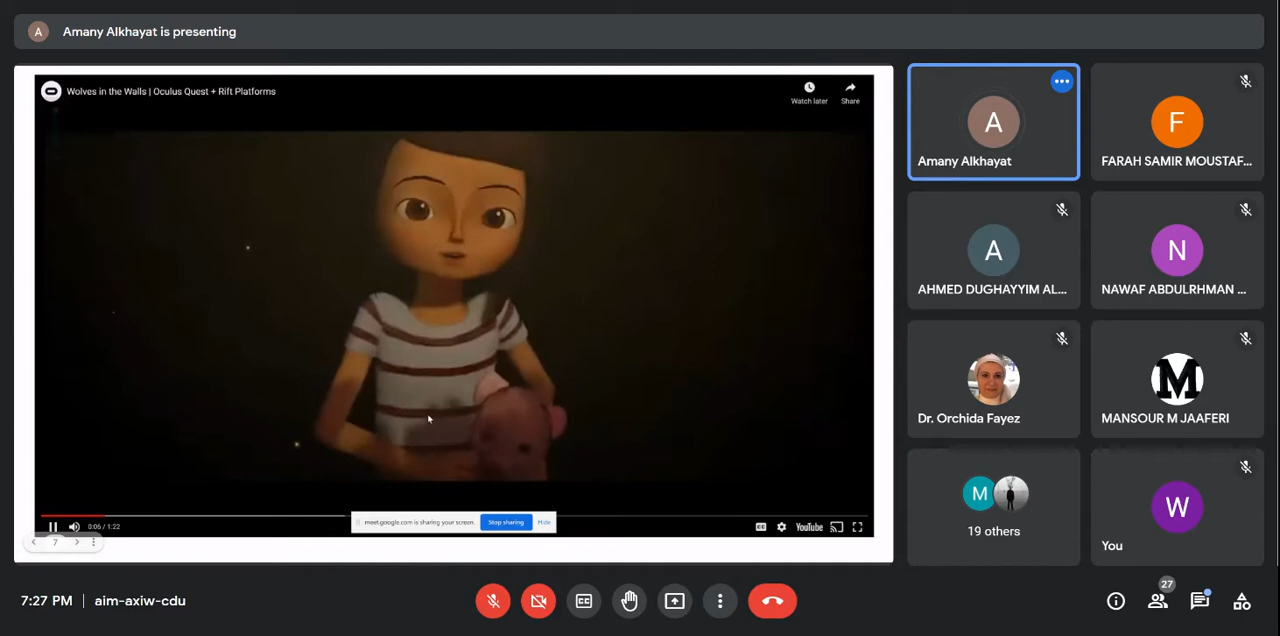 A
Amany Alkhayat is presenting
Wolves in the Walls | Oculus Quest + Rift Platforms
Watch later
Share
0:06 / 1:22
meet.google.com is sharing your screen.
Stop sharing
Hide
YouTube
7
A
Amany Alkhayat
F
FARAH SAMIR MOUSTAF...
A
AHMED DUGHAYYIM AL...
N
NAWAF ABDULRHMAN ...
Dr. Orchida Fayez
M
MANSOUR M JAAFERI
M
19 others
W
You
7:27 PM | aim-axiw-cdu
27